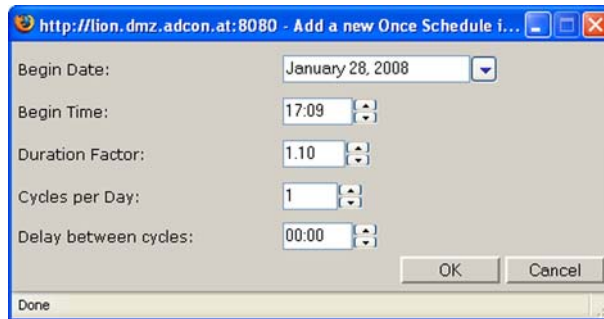 http://lion.dmz.adcon.at:8080 - Add a new Once Schedule i...
Begin Date: January 28, 2008
Begin Time: 17:09
Duration Factor: 1.10
Cycles per Day: 1
Delay between cycles: 00:00
OK Cancel
Done